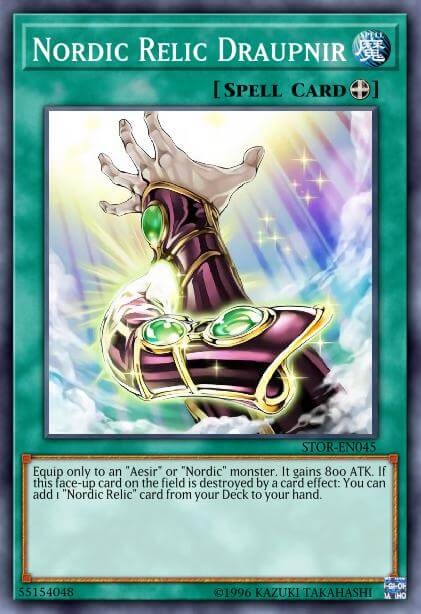 NORDIC RELIC DRAUPNIR
SPELL
魔
[SPELL CARD]
STOR-EN045
Equip only to an "Aesir" or "Nordic" monster. It gains 800 ATK. If
this face-up card on the field is destroyed by a card effect: You can
add 1 "Nordic Relic" card from your Deck to your hand.
55154048
©1996 KAZUKI TAKAHASHI